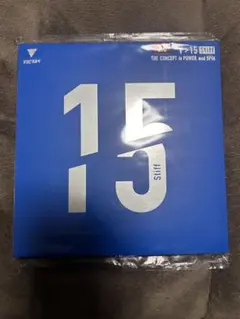 VICTAS
V>15 STIFF
THE CONCEPT is POWER and SPIN
15
Stiff